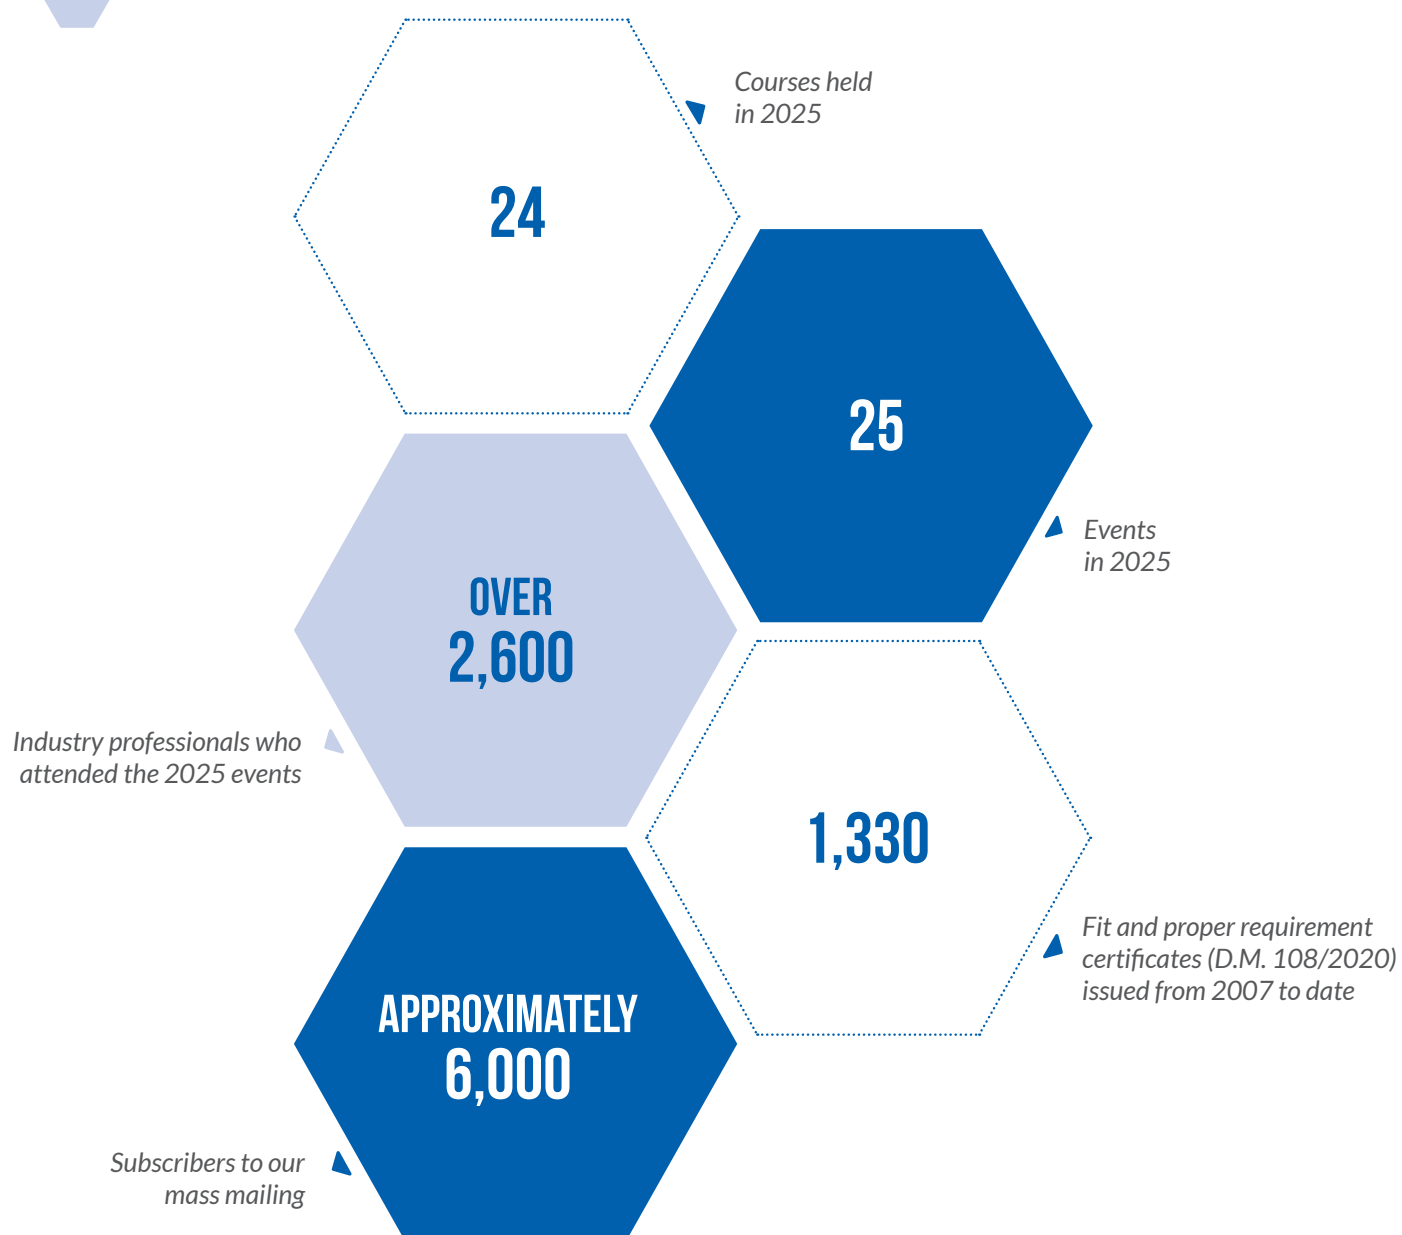 Courses held
in 2025
24
25
Events
in 2025
OVER
2,600
Industry professionals who
attended the 2025 events
1,330
Fit and proper requirement
certificates (D.M. 108/2020)
issued from 2007 to date
APPROXIMATELY
6,000
Subscribers to our
mass mailing